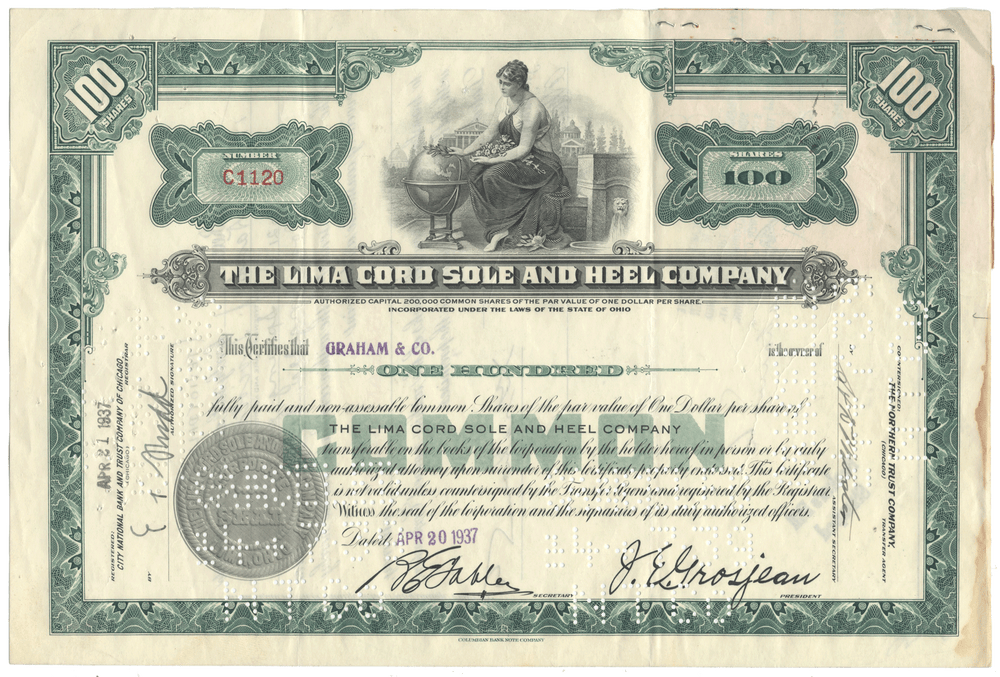 100 SHARES
100 SHARES
NUMBER
C1120
SHARES
100
THE LIMA CORD SOLE AND HEEL COMPANY
AUTHORIZED CAPITAL 200,000 COMMON SHARES OF THE PAR VALUE OF ONE DOLLAR PER SHARE.
INCORPORATED UNDER THE LAWS OF THE STATE OF OHIO
This Certifies that GRAHAM & CO. is the owner of
ONE HUNDRED
fully paid and non-assessable Common Shares of the par value of One Dollar per share of
THE LIMA CORD SOLE AND HEEL COMPANY
COMMON
transferable on the books of the Corporation by the holder hereof in person or by duly
authorized attorney upon surrender of this Certificate properly endorsed. This Certificate
is not valid unless countersigned by the Transfer Agent and registered by the Registrar.
Witness the seal of the Corporation and the signatures of its duly authorized officers.
Dated: APR 20 1937
SECRETARY
J. E. Grosjean
PRESIDENT
REGISTERED:
CITY NATIONAL BANK AND TRUST COMPANY OF CHICAGO,
(CHICAGO) REGISTRAR
APR 21 1937
BY
AUTHORIZED SIGNATURE
COUNTERSIGNED:
THE NORTHERN TRUST COMPANY,
(CHICAGO) TRANSFER AGENT
BY
ASSISTANT SECRETARY
COLUMBIAN BANK NOTE COMPANY